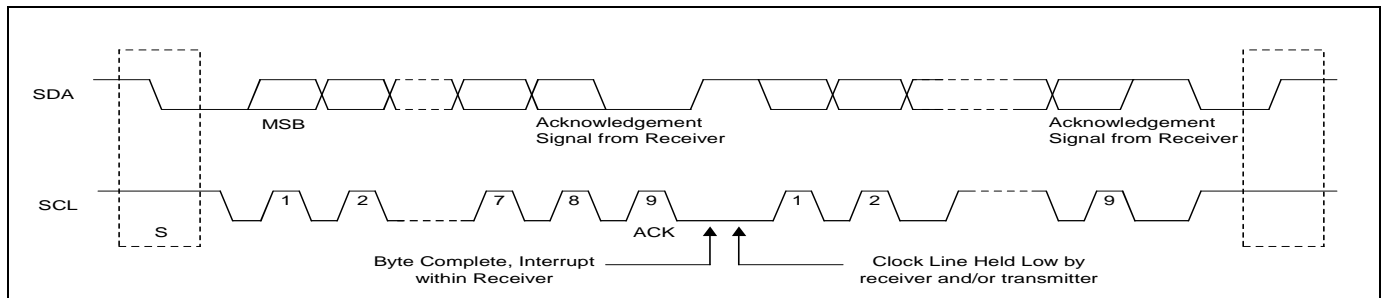 SDA
MSB
Acknowledgement
Signal from Receiver
Acknowledgement
Signal from Receiver
SCL
1
2
7
8
9
1
2
9
S
ACK
Byte Complete, Interrupt
within Receiver
Clock Line Held Low by
receiver and/or transmitter